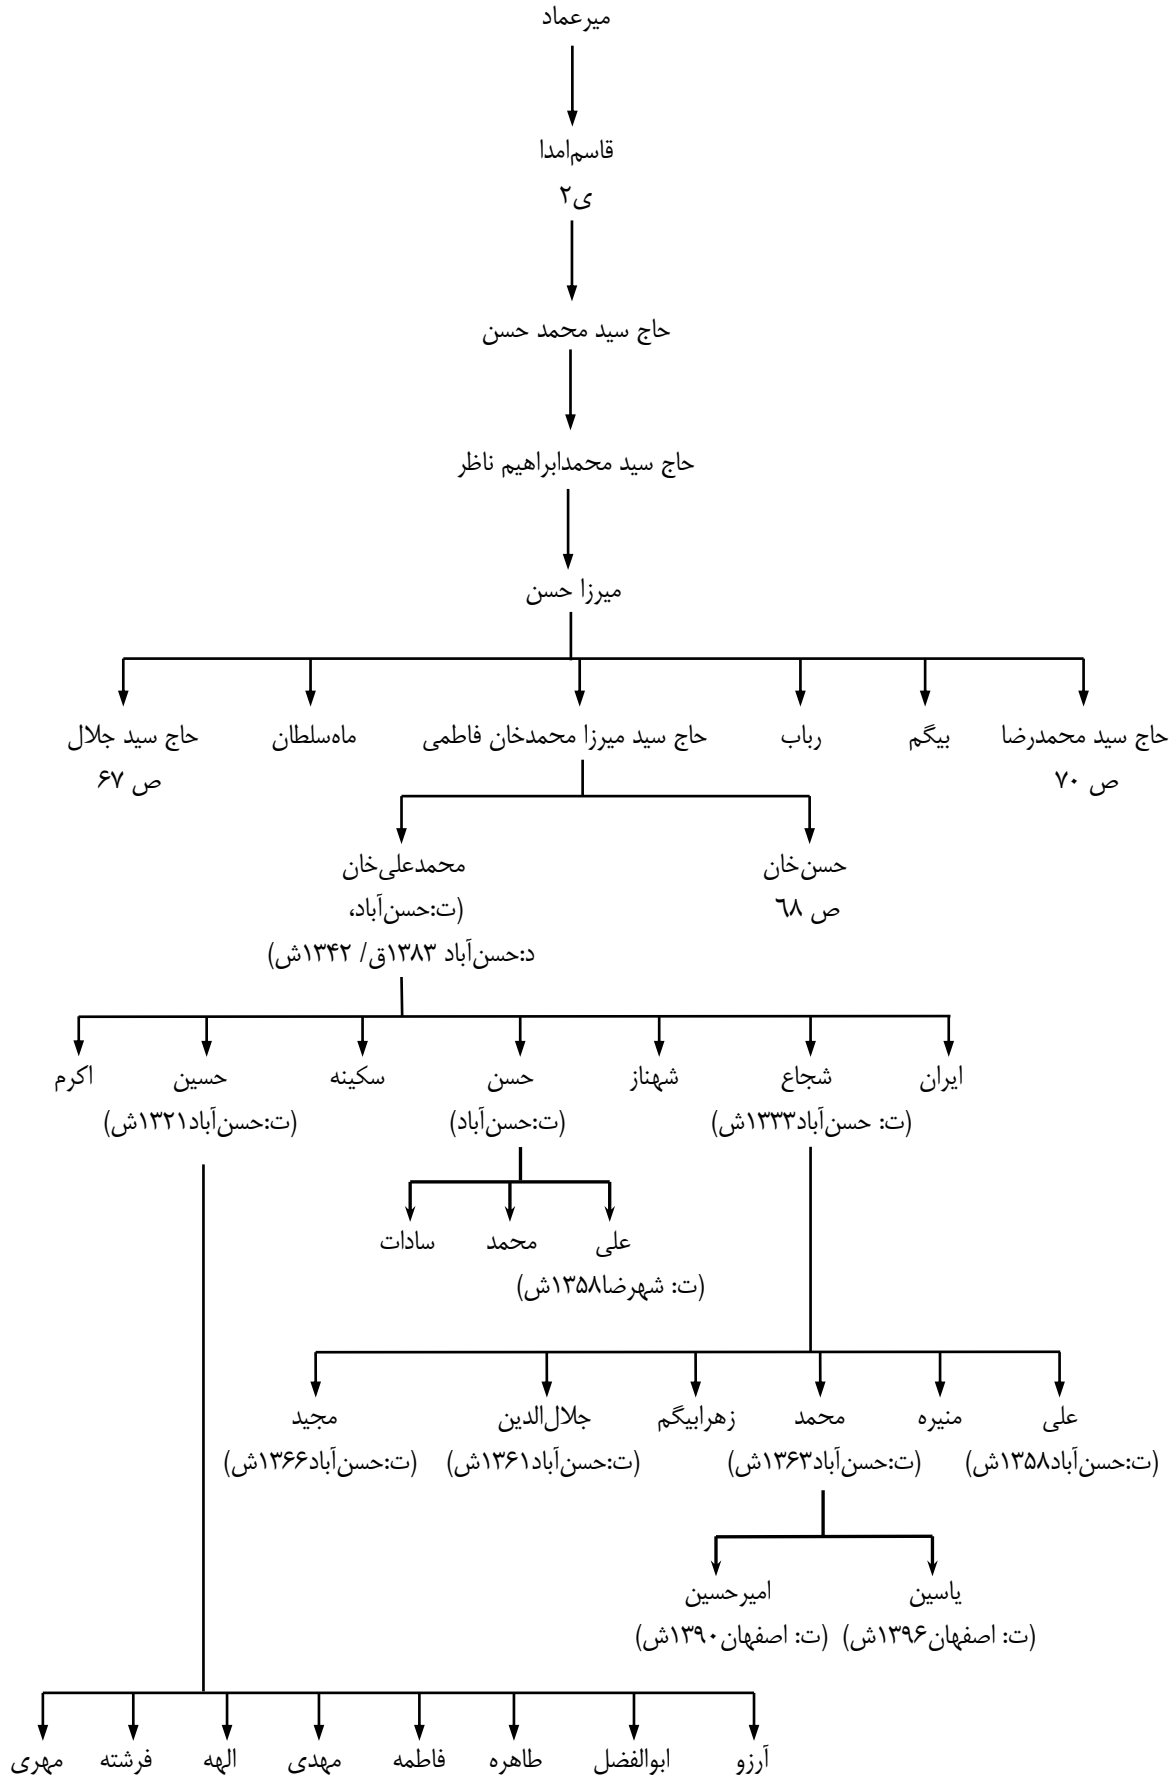 میرعماد
قاسم‌امدا
ی۲
حاج سید محمد حسن
حاج سید محمدابراهیم ناظر
میرزا حسن
حاج سید محمدرضا بیگم رباب حاج سید میرزا محمدخان فاطمی ماه‌سلطان حاج سید جلال
ص ۷۰ ص ۶۷
حسن‌خان محمدعلی‌خان
ص ٦٨ (ت:حسن‌آباد،
د:حسن‌آباد ۱۳۸۳ق/ ۱۳۴۲ش)
ایران شجاع شهناز حسن سکینه حسین اکرم
(ت: حسن‌آباد۱۳۳۳ش) (ت:حسن‌آباد) (ت:حسن‌آباد۱۳۲۱ش)
علی محمد سادات
(ت: شهرضا۱۳۵۸ش)
علی منیره محمد زهرابیگم جلال‌الدین مجید
(ت:حسن‌آباد۱۳۵۸ش) (ت:حسن‌آباد۱۳۶۳ش) (ت:حسن‌آباد۱۳۶۱ش) (ت:حسن‌آباد۱۳۶۶ش)
یاسین امیرحسین
(ت: اصفهان۱۳۹۶ش) (ت: اصفهان۱۳۹۰ش)
آرزو ابوالفضل طاهره فاطمه مهدی الهه فرشته مهری